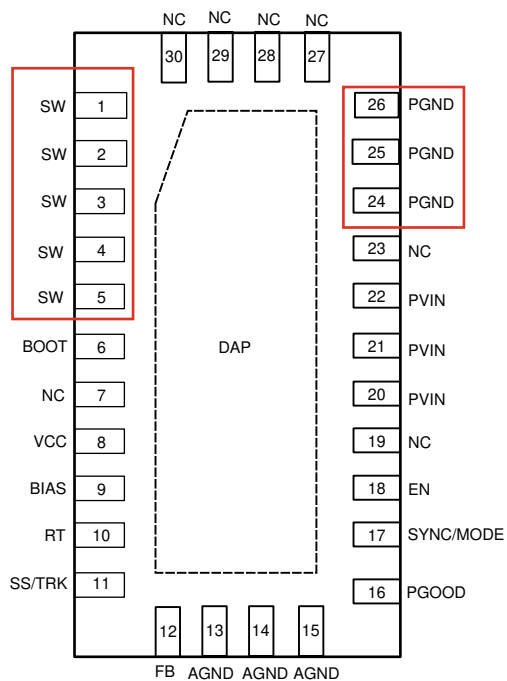 NC NC NC NC
30 29 28 27
SW 1
SW 2
SW 3
SW 4
SW 5
BOOT 6
NC 7
VCC 8
BIAS 9
RT 10
SS/TRK 11
DAP
26 PGND
25 PGND
24 PGND
23 NC
22 PVIN
21 PVIN
20 PVIN
19 NC
18 EN
17 SYNC/MODE
16 PGOOD
12 13 14 15
FB AGND AGND AGND